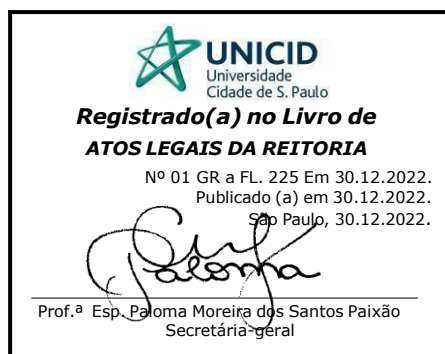 UNICID
Universidade
Cidade de S. Paulo
Registrado(a) no Livro de
ATOS LEGAIS DA REITORIA
Nº 01 GR a FL. 225 Em 30.12.2022.
Publicado (a) em 30.12.2022.
São Paulo, 30.12.2022.
Paloma
Prof.ª Esp. Paloma Moreira dos Santos Paixão
Secretária-geral